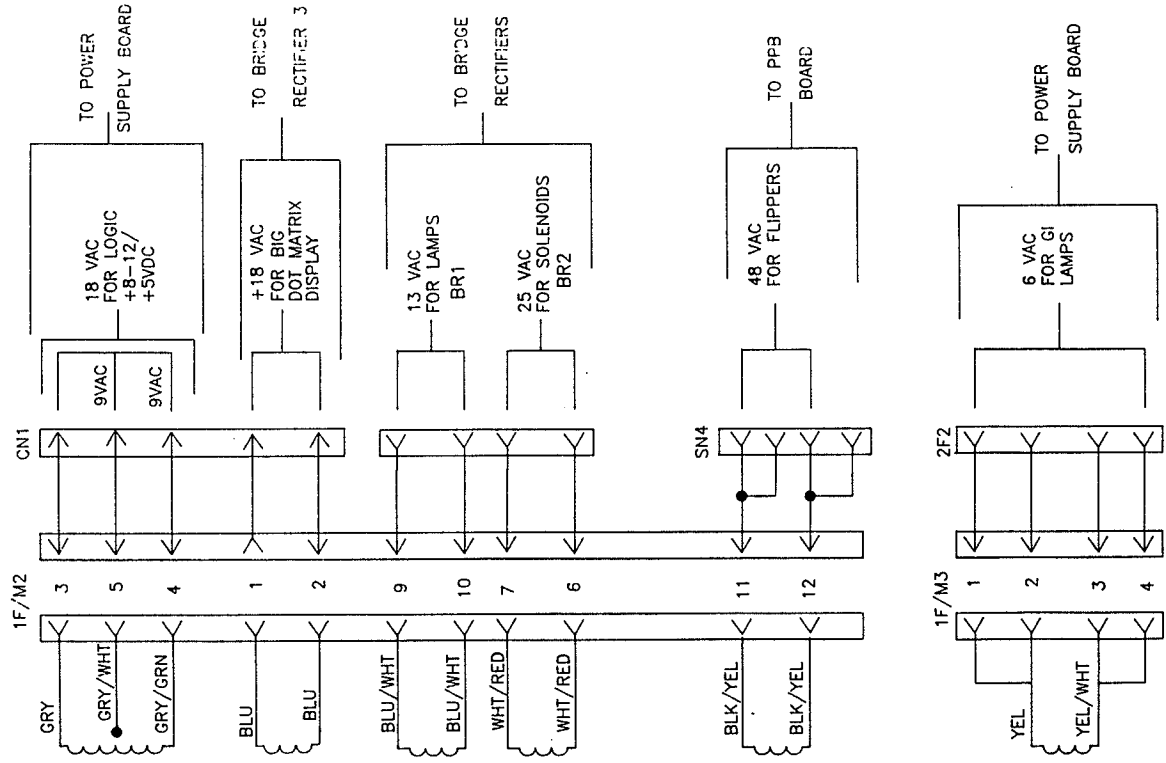 TO POWER
SUPPLY BOARD
TO BRIDGE
RECTIFIER 3
TO BRIDGE
RECTIFIERS
TO PPB
BOARD
TO POWER
SUPPLY BOARD
18 VAC
FOR LOGIC
+8-12/
+5VDC
+18 VAC
FOR BIG
DOT MATRIX
DISPLAY
13 VAC
FOR LAMPS
BR1
25 VAC
FOR SOLENOIDS
BR2
48 VAC
FOR FLIPPERS
6 VAC
FOR GI
LAMPS
9VAC
9VAC
CN1
SN4
2F2
1F/M2
3
5
4
1
2
9
10
7
6
11
12
1F/M3
1
2
3
4
GRY
GRY/WHT
GRY/GRN
BLU
BLU
BLU/WHT
BLU/WHT
WHT/RED
WHT/RED
BLK/YEL
BLK/YEL
YEL
YEL/WHT